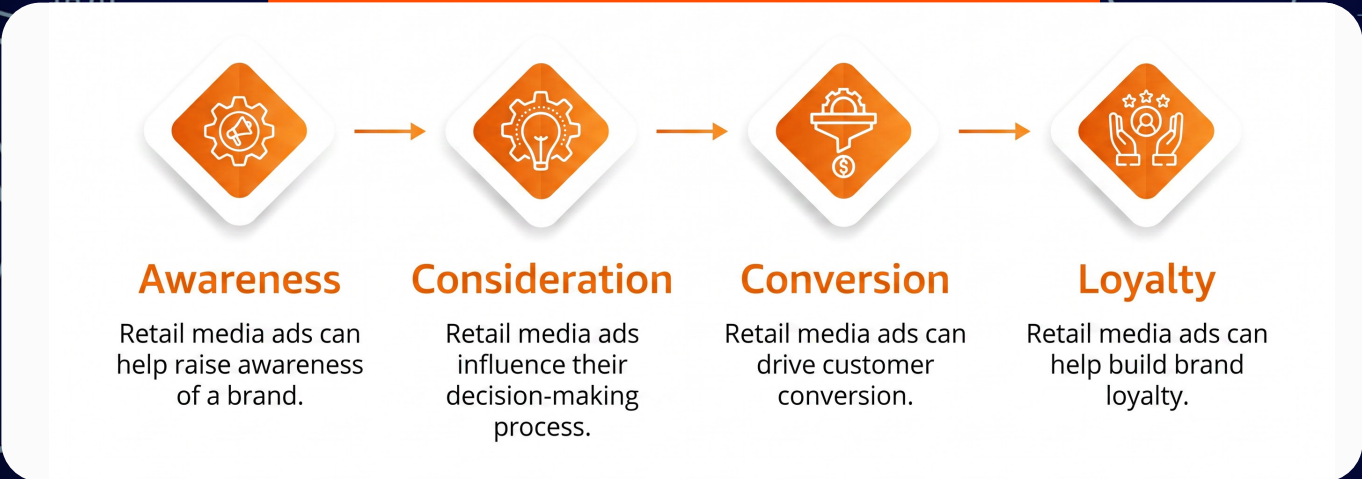 Awareness
Retail media ads can
help raise awareness
of a brand.
Consideration
Retail media ads
influence their
decision-making
process.
Conversion
Retail media ads can
drive customer
conversion.
Loyalty
Retail media ads can
help build brand
loyalty.